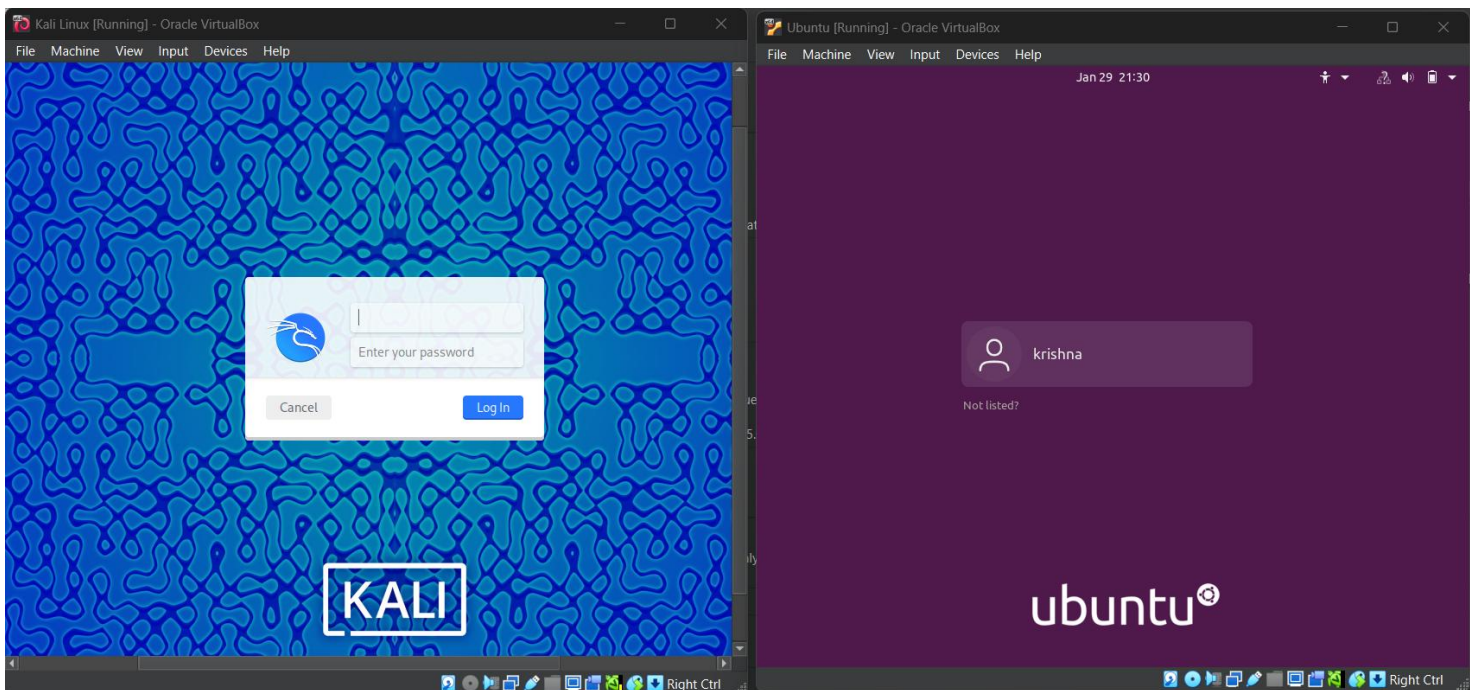 Kali Linux [Running] - Oracle VirtualBox
File Machine View Input Devices Help
Enter your password
Cancel
Log In
KALI
Right Ctrl
Ubuntu [Running] - Oracle VirtualBox
File Machine View Input Devices Help
Jan 29 21:30
krishna
Not listed?
ubuntu
Right Ctrl